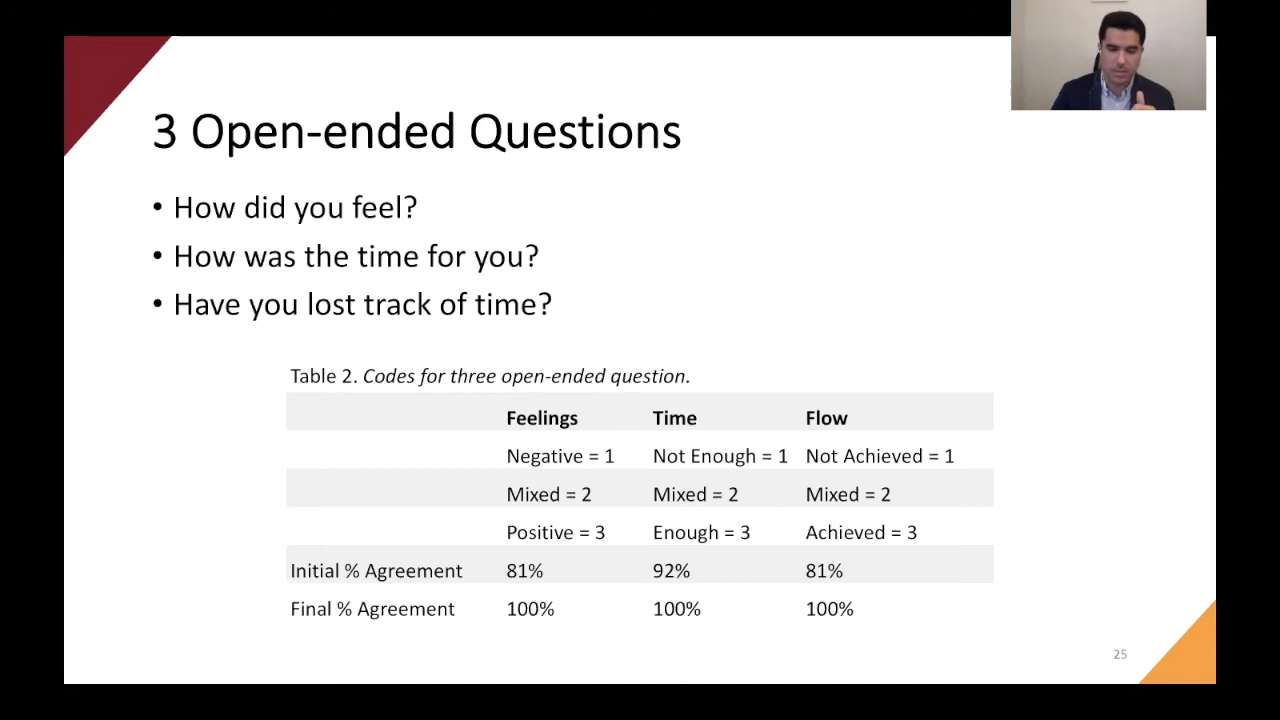 3 Open-ended Questions
• How did you feel?
• How was the time for you?
• Have you lost track of time?
Table 2. Codes for three open-ended question.
Feelings Time Flow
Negative = 1 Not Enough = 1 Not Achieved = 1
Mixed = 2 Mixed = 2 Mixed = 2
Positive = 3 Enough = 3 Achieved = 3
Initial % Agreement 81% 92% 81%
Final % Agreement 100% 100% 100%
25